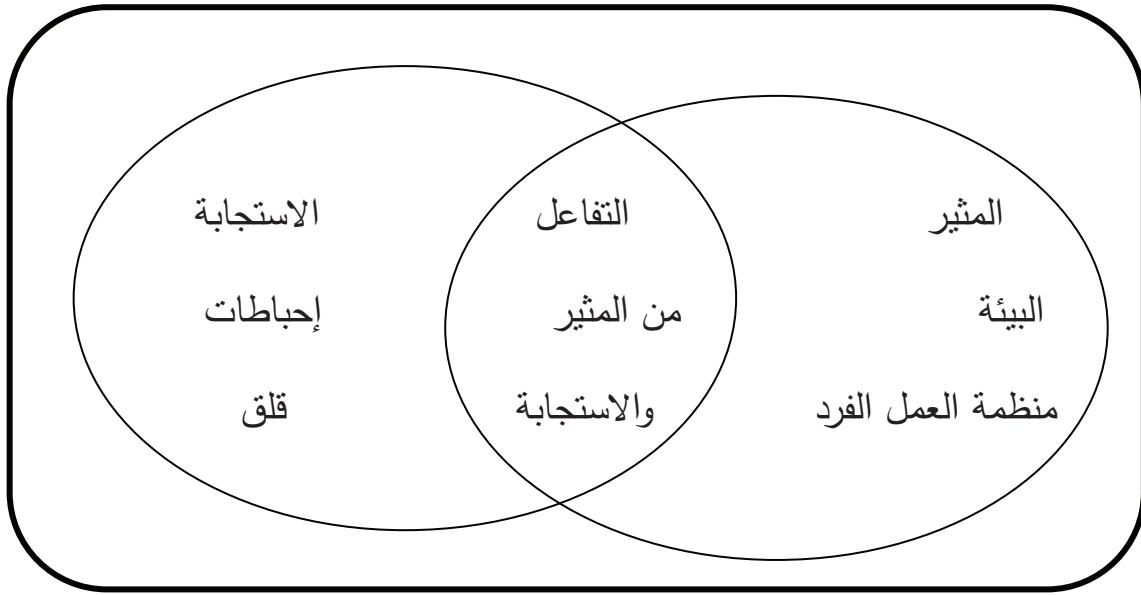 المثير
البيئة
منظمة العمل الفرد
التفاعل
من المثير
والاستجابة
الاستجابة
إحباطات
قلق